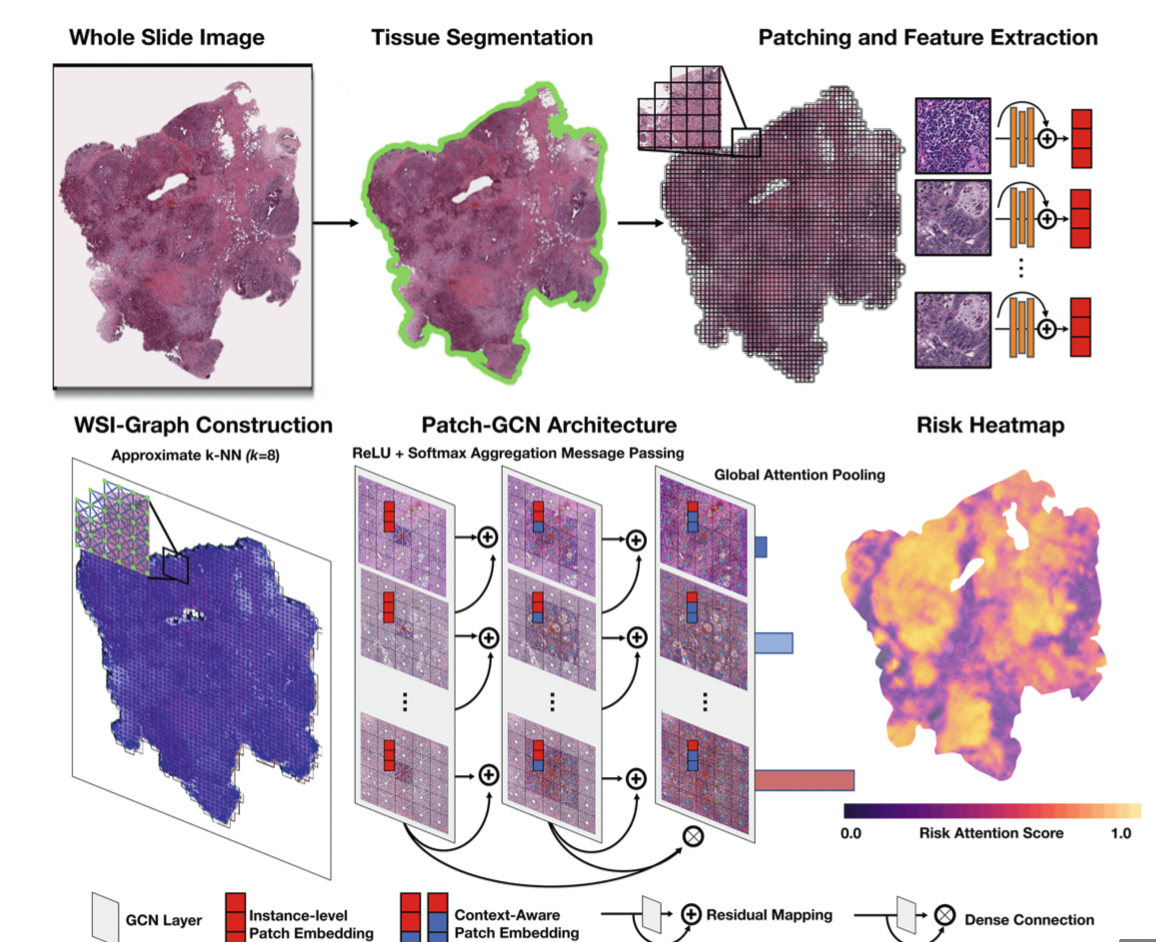 Whole Slide Image
Tissue Segmentation
Patching and Feature Extraction
WSI-Graph Construction
Approximate k-NN (k=8)
Patch-GCN Architecture
ReLU + Softmax Aggregation Message Passing
Global Attention Pooling
Risk Heatmap
0.0
Risk Attention Score
1.0
GCN Layer
Instance-level
Patch Embedding
Context-Aware
Patch Embedding
Residual Mapping
Dense Connection